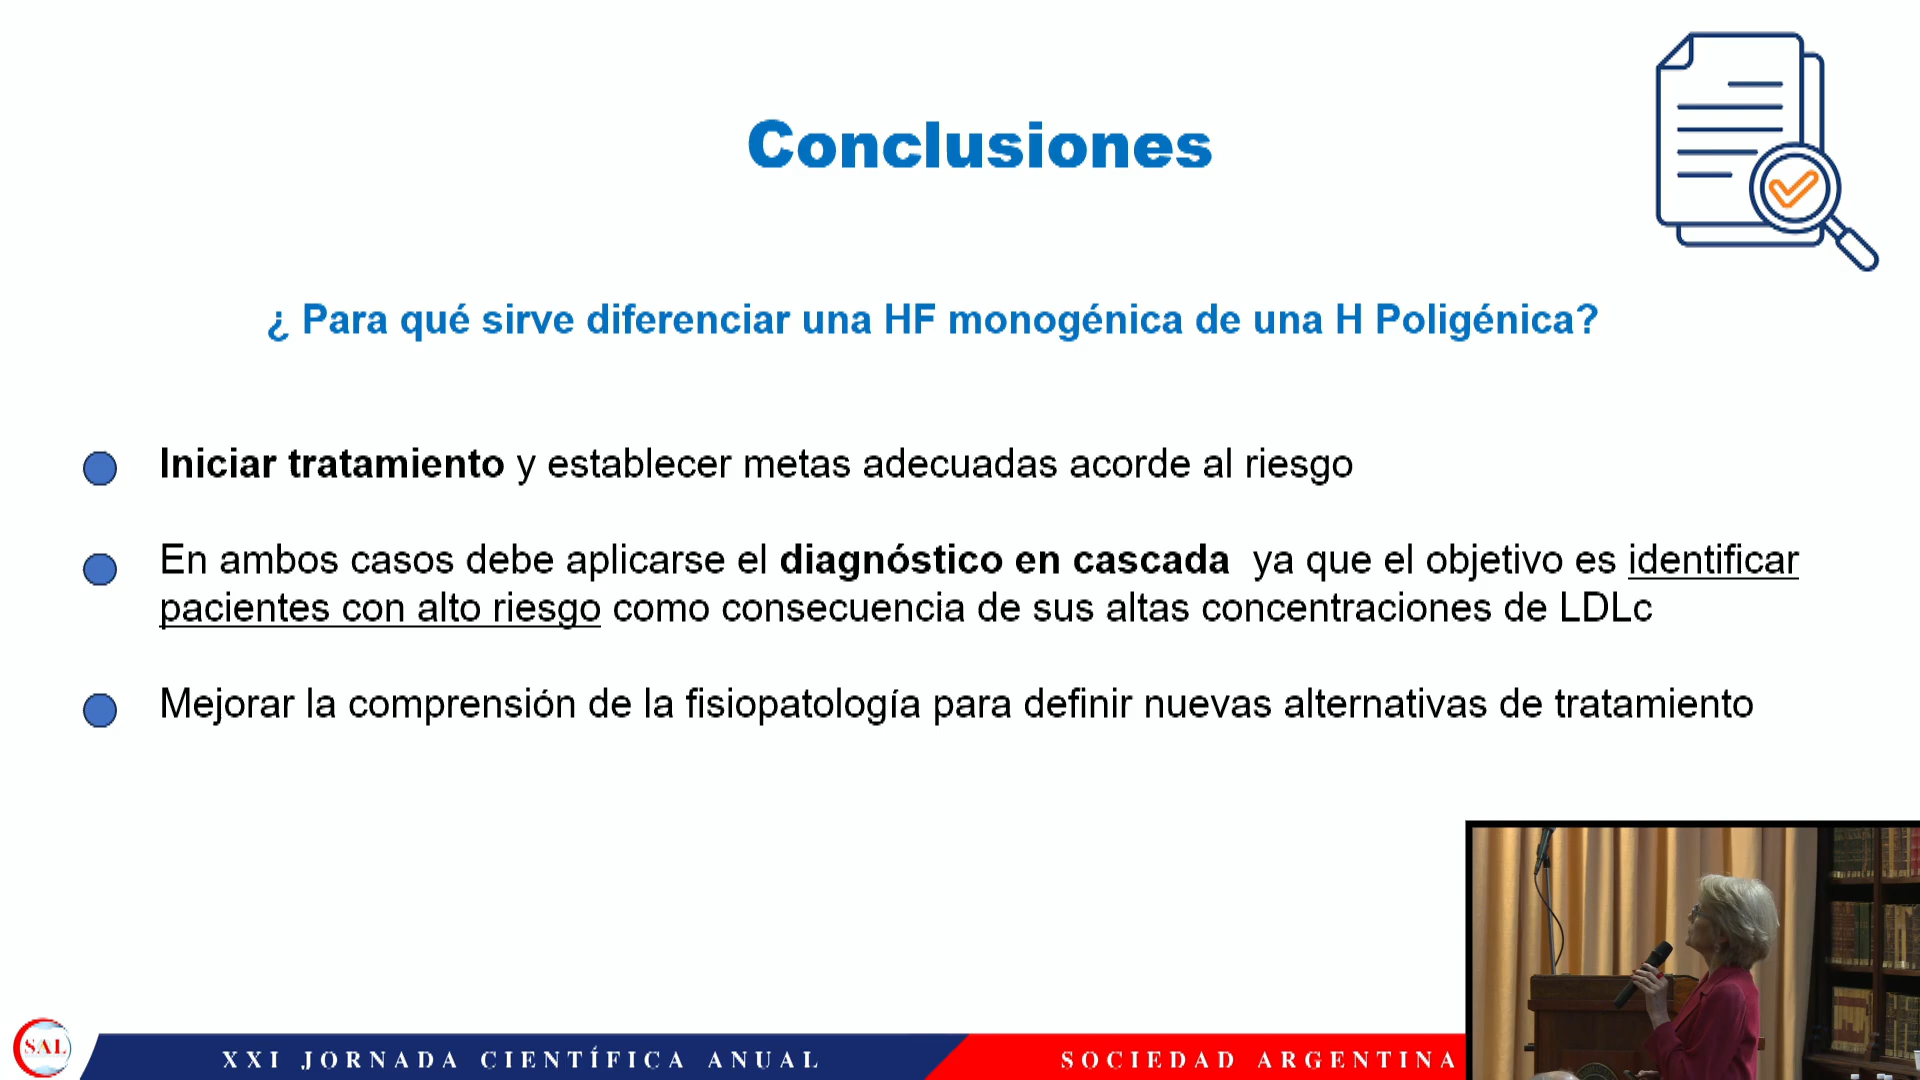 Conclusiones
¿ Para qué sirve diferenciar una HF monogénica de una H Poligénica?
Iniciar tratamiento y establecer metas adecuadas acorde al riesgo
En ambos casos debe aplicarse el diagnóstico en cascada ya que el objetivo es identificar
pacientes con alto riesgo como consecuencia de sus altas concentraciones de LDLc
Mejorar la comprensión de la fisiopatología para definir nuevas alternativas de tratamiento
SAL
XXI JORNADA CIENTÍFICA ANUAL
SOCIEDAD ARGENTINA